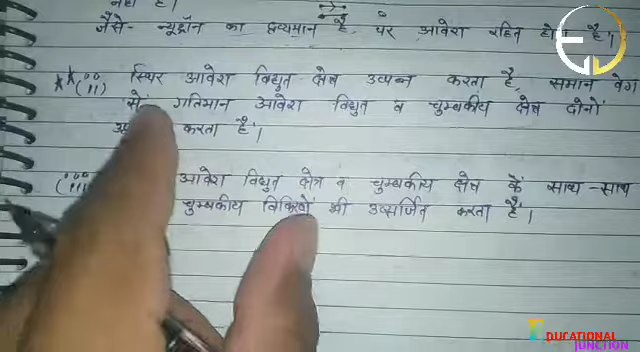 नहीं है।
जैसे- न्यूट्रॉन का द्रव्यमान है, पर आवेश रहित है।
**(ii) स्थिर आवेश विद्युत क्षेत्र उत्पन्न करता है, समान वेग
से गतिमान आवेश विद्युत व चुम्बकीय क्षेत्र दोनों
करता है।
(iii) आवेश विद्युत क्षेत्र व चुम्बकीय क्षेत्र के साथ-साथ
चुम्बकीय भी उत्सर्जित करता है।
EDUCATIONAL
JUNCTION